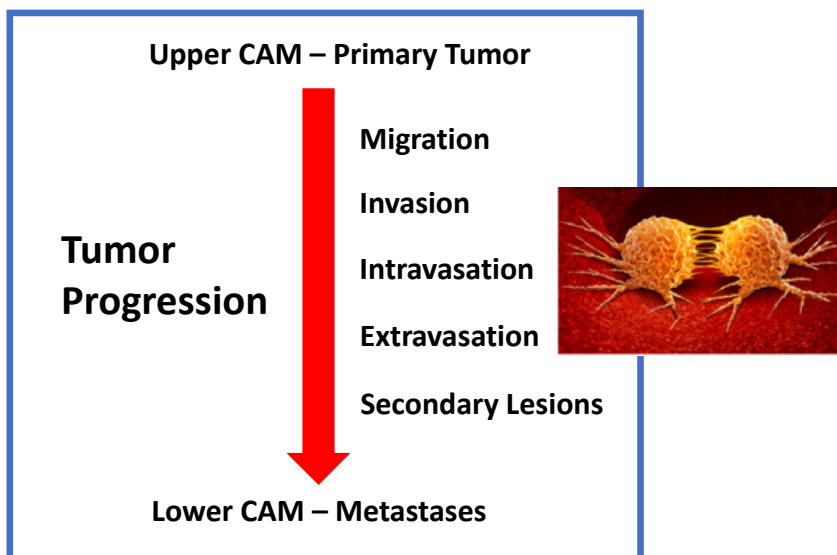 Upper CAM – Primary Tumor
Migration
Invasion
Tumor
Progression
Intravasation
Extravasation
Secondary Lesions
Lower CAM – Metastases